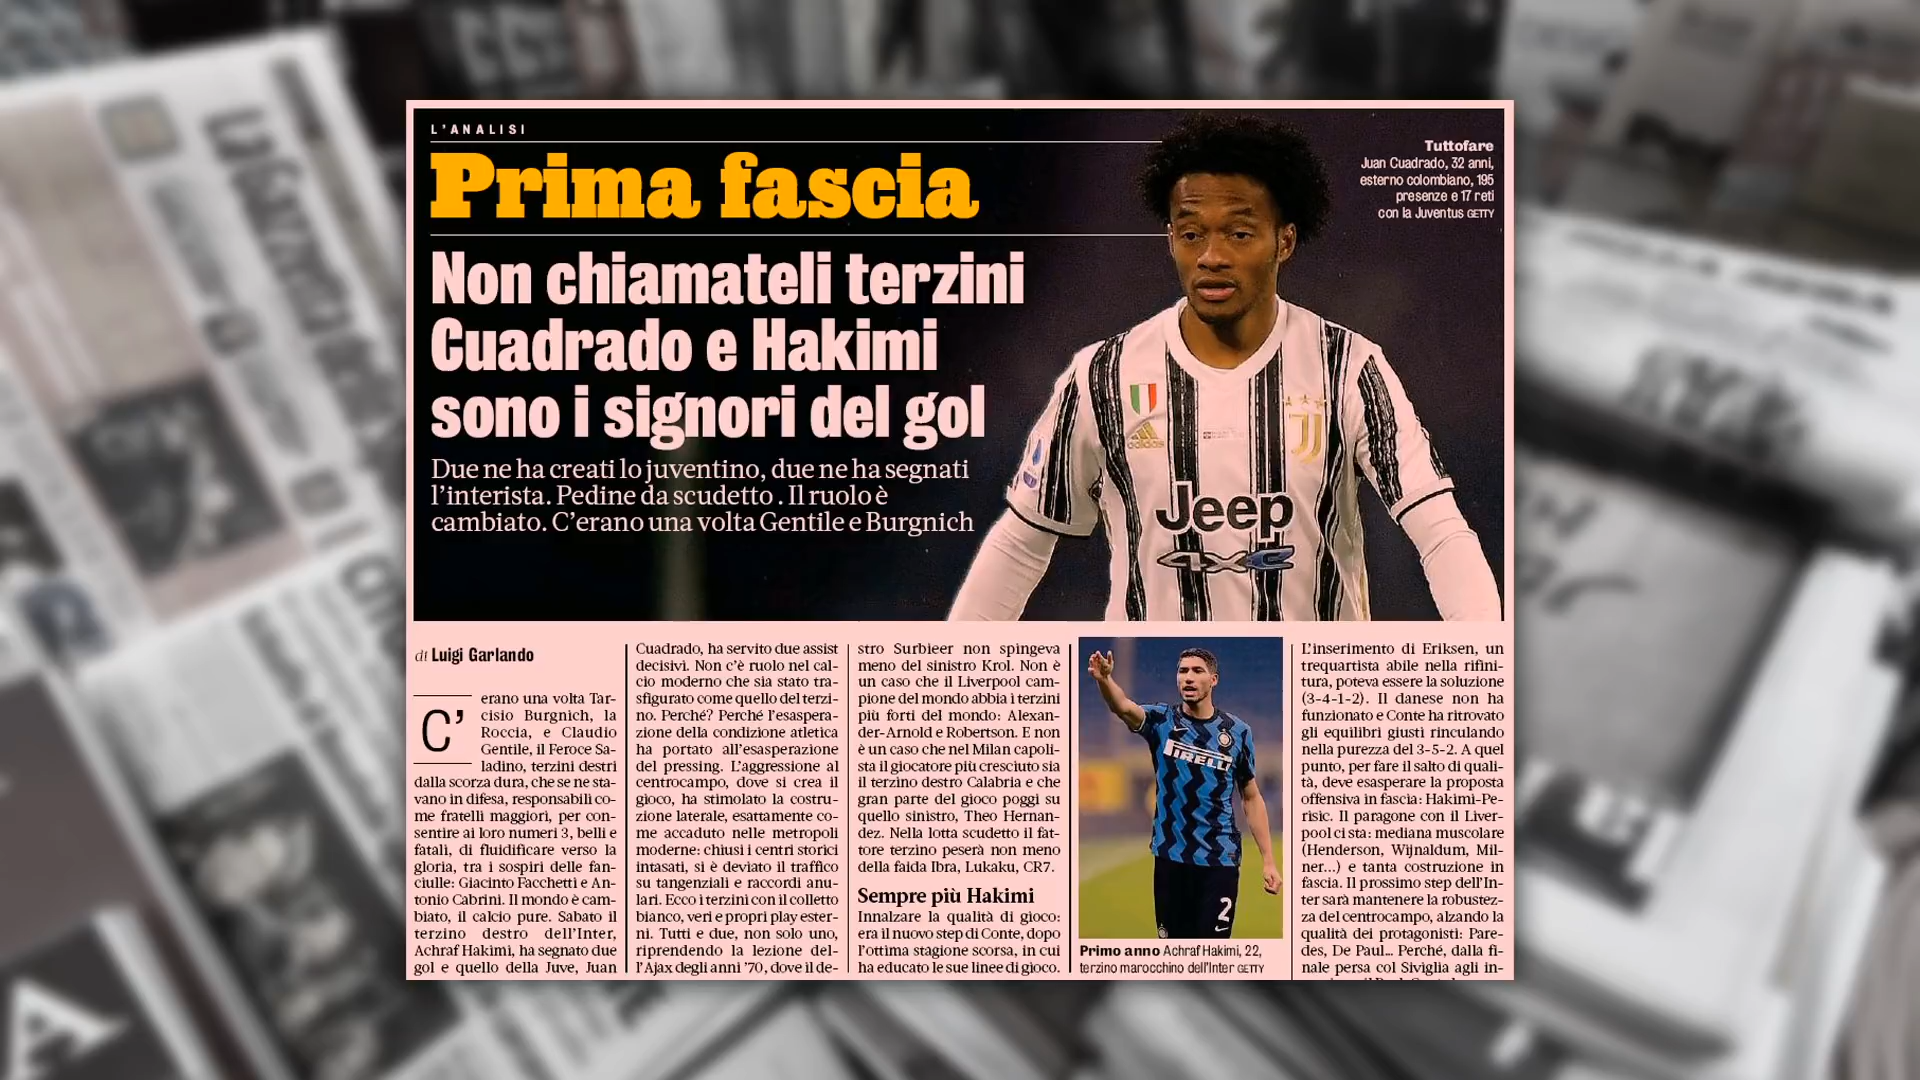 L'ANALISI
Prima fascia
Non chiamateli terzini
Cuadrado e Hakimi
sono i signori del gol
Due ne ha creati lo juventino, due ne ha segnati
l'interista. Pedine da scudetto . Il ruolo è
cambiato. C'erano una volta Gentile e Burgnich
Tuttofare
Juan Cuadrado, 32 anni,
esterno colombiano, 195
presenze e 17 reti
con la Juventus GETTY
Jeep
4xe
adidas
di Luigi Garlando
C'
erano una volta Tar-
cisio Burgnich, la
Roccia, e Claudio
Gentile, il Feroce Sa-
ladino, terzini destri
dalla scorza dura, che se ne sta-
vano in difesa, responsabili co-
me fratelli maggiori, per con-
sentire ai loro numeri 3, belli e
fatali, di fluidificare verso la
gloria, tra i sospiri delle fan-
ciulle: Giacinto Facchetti e An-
tonio Cabrini. Il mondo è cam-
biato, il calcio pure. Sabato il
terzino destro dell'Inter,
Achraf Hakimi, ha segnato due
gol e quello della Juve, Juan
Cuadrado, ha servito due assist
decisivi. Non c'è ruolo nel cal-
cio moderno che sia stato tra-
sfigurato come quello del terzi-
no. Perché? Perché l'esaspera-
zione della condizione atletica
ha portato all'esasperazione
del pressing. L'aggressione al
centrocampo, dove si crea il
gioco, ha stimolato la costru-
zione laterale, esattamente co-
me accaduto nelle metropoli
moderne: chiusi i centri storici
intasati, si è deviato il traffico
su tangenziali e raccordi anu-
lari. Ecco i terzini con il colletto
bianco, veri e propri play ester-
ni. Tutti e due, non solo uno,
riprendendo la lezione del-
l'Ajax degli anni '70, dove il de-
stro Surbieer non spingeva
meno del sinistro Krol. Non è
un caso che il Liverpool cam-
pione del mondo abbia i terzini
più forti del mondo: Alexan-
der-Arnold e Robertson. E non
è un caso che nel Milan capoli-
sta il giocatore più cresciuto sia
il terzino destro Calabria e che
gran parte del gioco poggi su
quello sinistro, Theo Hernan-
dez. Nella lotta scudetto il fat-
tore terzino peserà non meno
della faida Ibra, Lukaku, CR7.
Sempre più Hakimi
Innalzare la qualità di gioco:
era il nuovo step di Conte, dopo
l'ottima stagione scorsa, in cui
ha educato le sue linee di gioco.
IRELLI
2
Primo anno Achraf Hakimi, 22,
terzino marocchino dell'Inter GETTY
L'inserimento di Eriksen, un
trequartista abile nella rifini-
tura, poteva essere la soluzione
(3-4-1-2). Il danese non ha
funzionato e Conte ha ritrovato
gli equilibri giusti rinculando
nella purezza del 3-5-2. A quel
punto, per fare il salto di quali-
tà, deve esasperare la proposta
offensiva in fascia: Hakimi-Pe-
risic. Il paragone con il Liver-
pool ci sta: mediana muscolare
(Henderson, Wijnaldum, Mil-
ner...) e tanta costruzione in
fascia. Il prossimo step dell'In-
ter sarà mantenere la robustez-
za del centrocampo, alzando la
qualità dei protagonisti: Pare-
des, De Paul... Perché, dalla fi-
nale persa col Siviglia agli in-